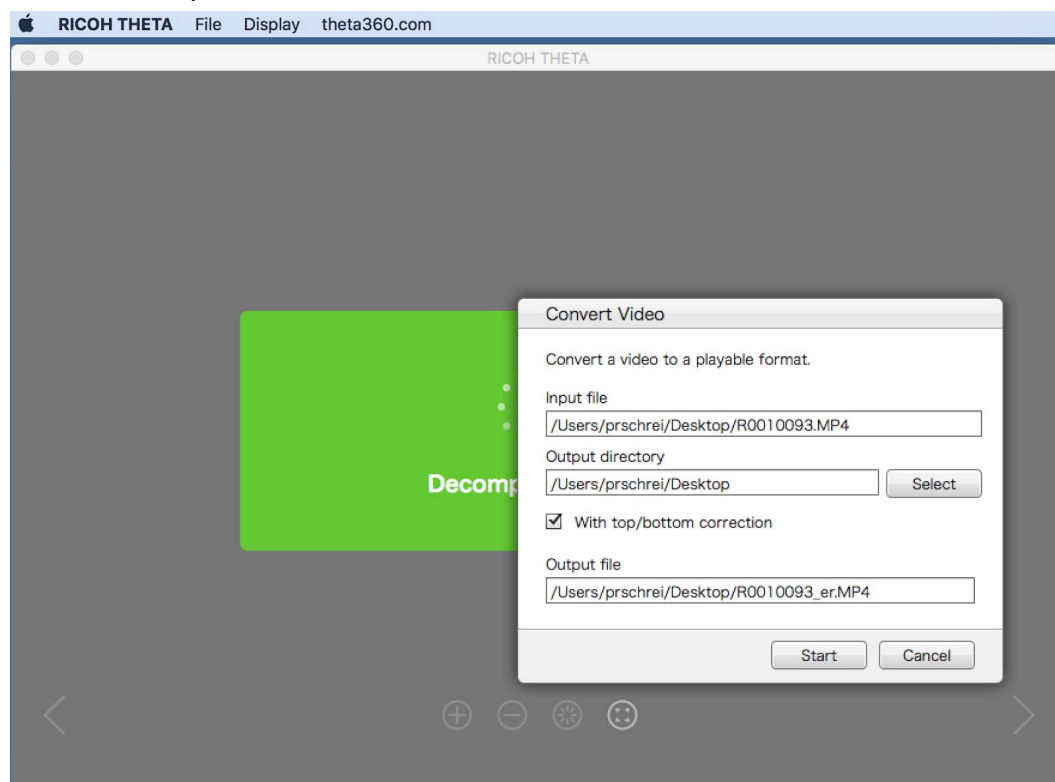 RICOH THETA File Display theta360.com
RICOH THETA
Convert Video
Convert a video to a playable format.
Input file
/Users/prschrei/Desktop/R0010093.MP4
Output directory
/Users/prschrei/Desktop
Select
With top/bottom correction
Output file
/Users/prschrei/Desktop/R0010093_er.MP4
Start Cancel